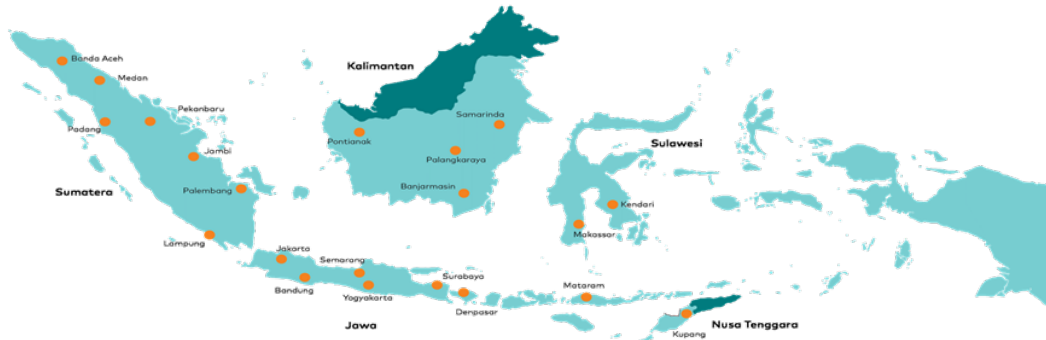 Banda Aceh
Medan
Pekanbaru
Padang
Jambi
Sumatera
Palembang
Lampung
Kalimantan
Samarinda
Pontianak
Palangkaraya
Banjarmasin
Sulawesi
Kendari
Makassar
Jakarta
Semarang
Bandung
Yogyakarta
Surabaya
Denpasar
Jawa
Mataram
Nusa Tenggara
Kupang